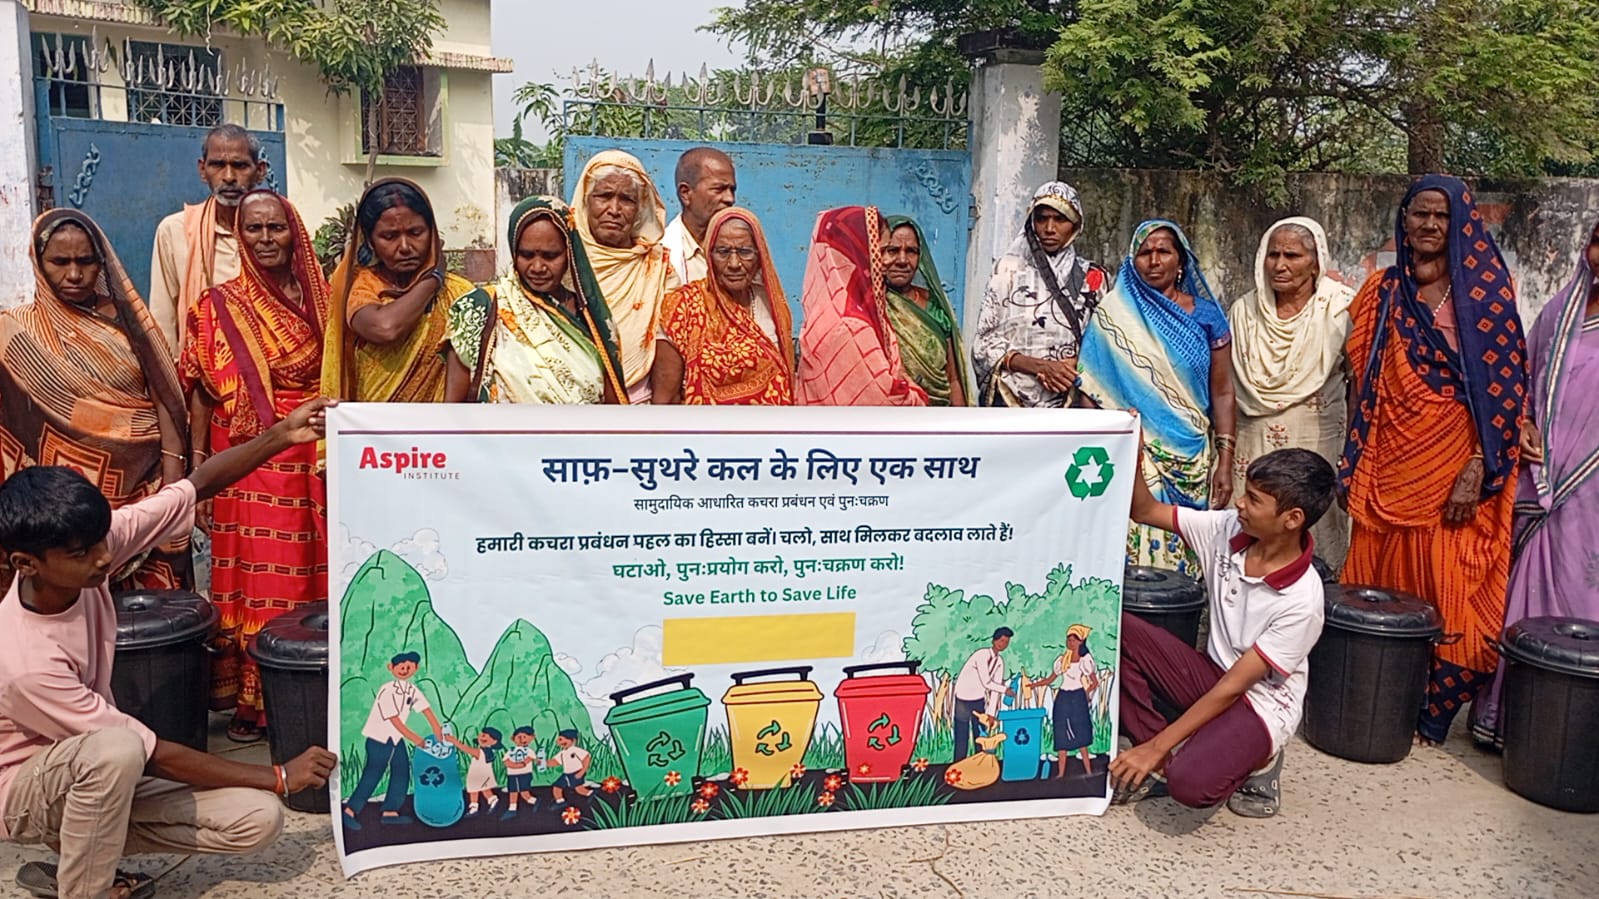 Aspire
INSTITUTE
साफ़-सुथरे कल के लिए एक साथ
सामुदायिक आधारित कचरा प्रबंधन एवं पुनःचक्रण
हमारी कचरा प्रबंधन पहल का हिस्सा बनें। चलो, साथ मिलकर बदलाव लाते हैं!
घटाओ, पुनःप्रयोग करो, पुनःचक्रण करो!
Save Earth to Save Life